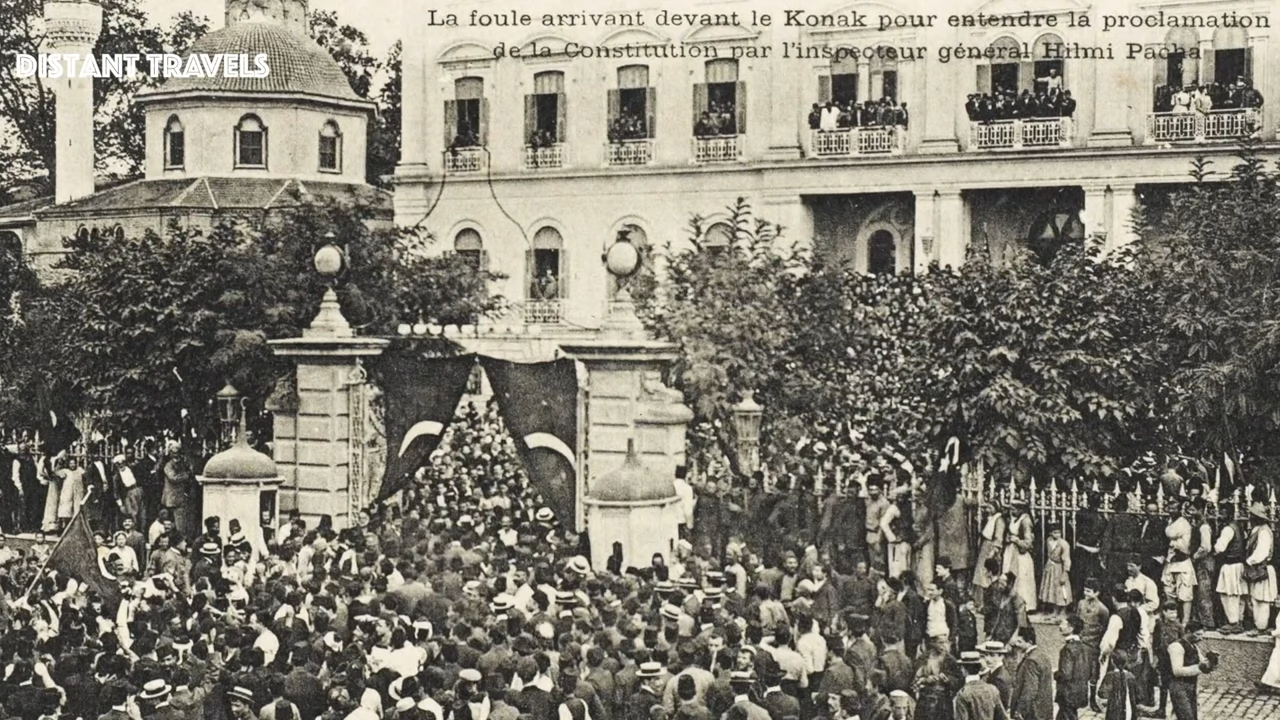 La foule arrivant devant le Konak pour entendre la proclamation
de la Constitution par l'inspecteur général Hilmi Pacha
DISTANT TRAVELS